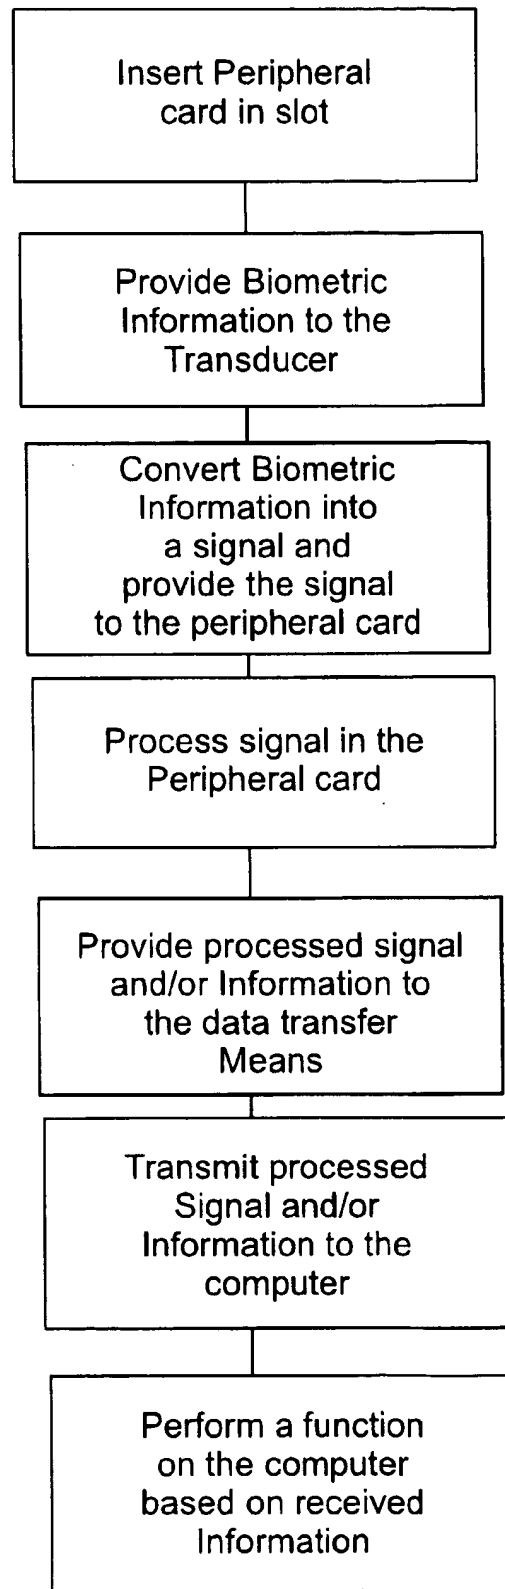 Insert Peripheral
card in slot
Provide Biometric
Information to the
Transducer
Convert Biometric
Information into
a signal and
provide the signal
to the peripheral card
Process signal in the
Peripheral card
Provide processed signal
and/or Information to
the data transfer
Means
Transmit processed
Signal and/or
Information to the
computer
Perform a function
on the computer
based on received
Information